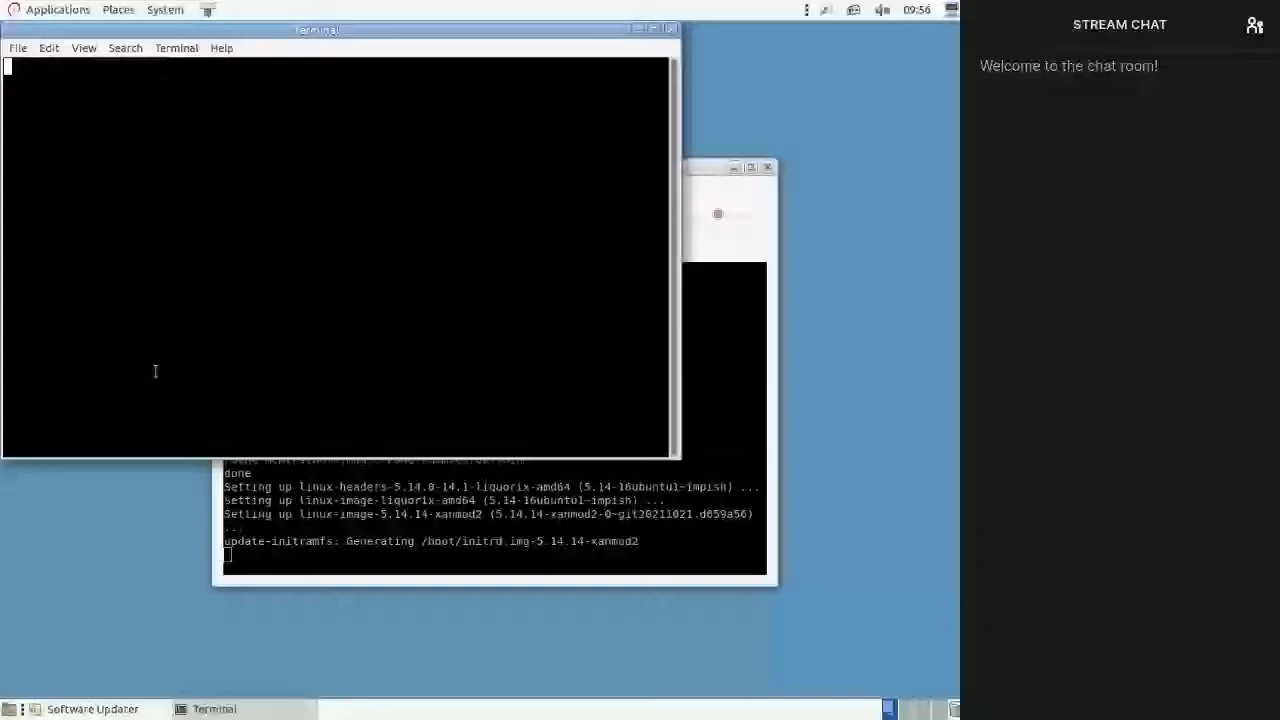 Applications Places System 09:56
Terminal
File Edit View Search Terminal Help
done
Setting up linux-headers-5.14.0-14.1-liquorix-amd64 (5.14-16ubuntu1~impish) ...
Setting up linux-image-liquorix-amd64 (5.14-16ubuntu1~impish) ...
Setting up linux-image-5.14.14-xanmod2 (5.14.14-xanmod2-0~git20211021.d659a56)
...
update-initramfs: Generating /boot/initrd.img-5.14.14-xanmod2
Software Updater Terminal
STREAM CHAT
Welcome to the chat room!